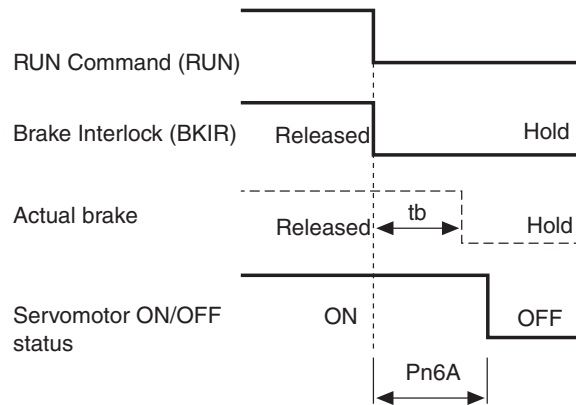 RUN Command (RUN)
Brake Interlock (BKIR) Released Hold
Actual brake Released tb Hold
Servomotor ON/OFF
status ON OFF
Pn6A